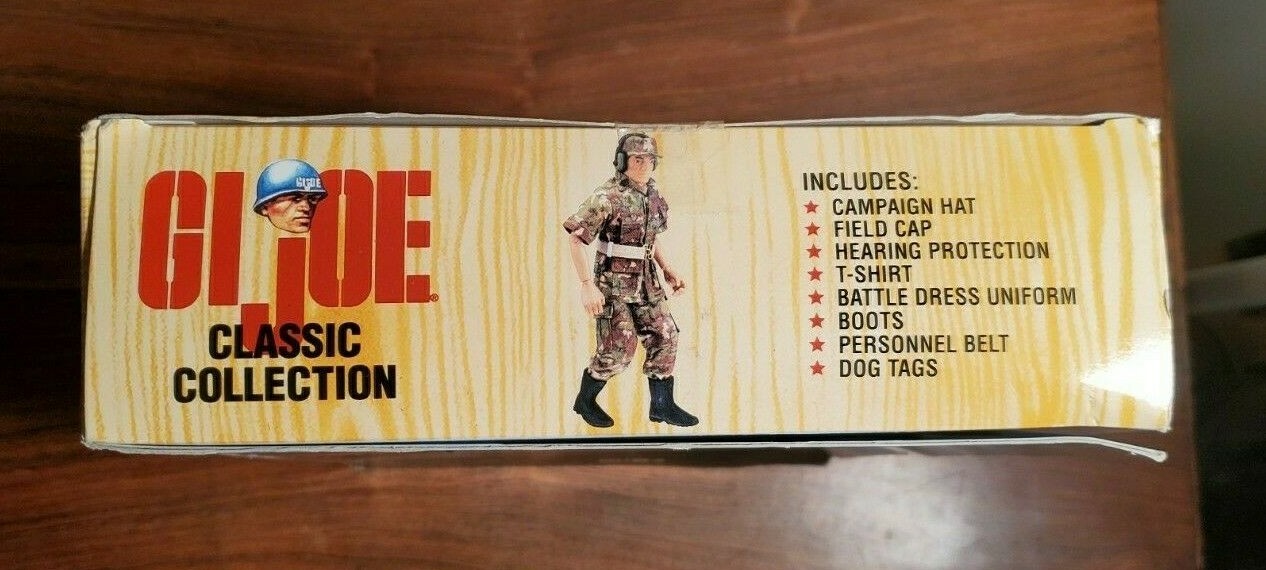 GI JOE®
GIJOE
CLASSIC
COLLECTION
INCLUDES:
★ CAMPAIGN HAT
★ FIELD CAP
★ HEARING PROTECTION
★ T-SHIRT
★ BATTLE DRESS UNIFORM
★ BOOTS
★ PERSONNEL BELT
★ DOG TAGS